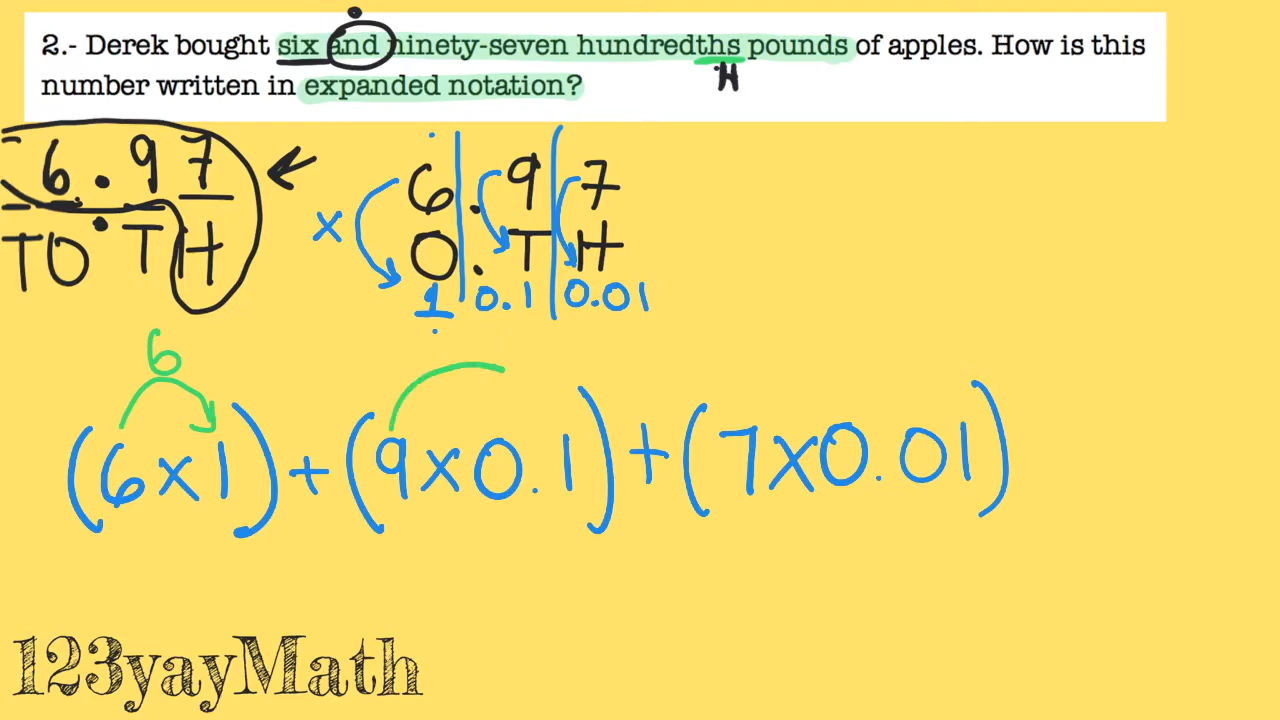 2.- Derek bought six and ninety-seven hundredths pounds of apples. How is this
number written in expanded notation?
H
6.97
TO.TH
x
6.97
O.TH
1 0.1 0.01
6
(6x1)+(9x0.1)+(7x0.01)
123yayMath